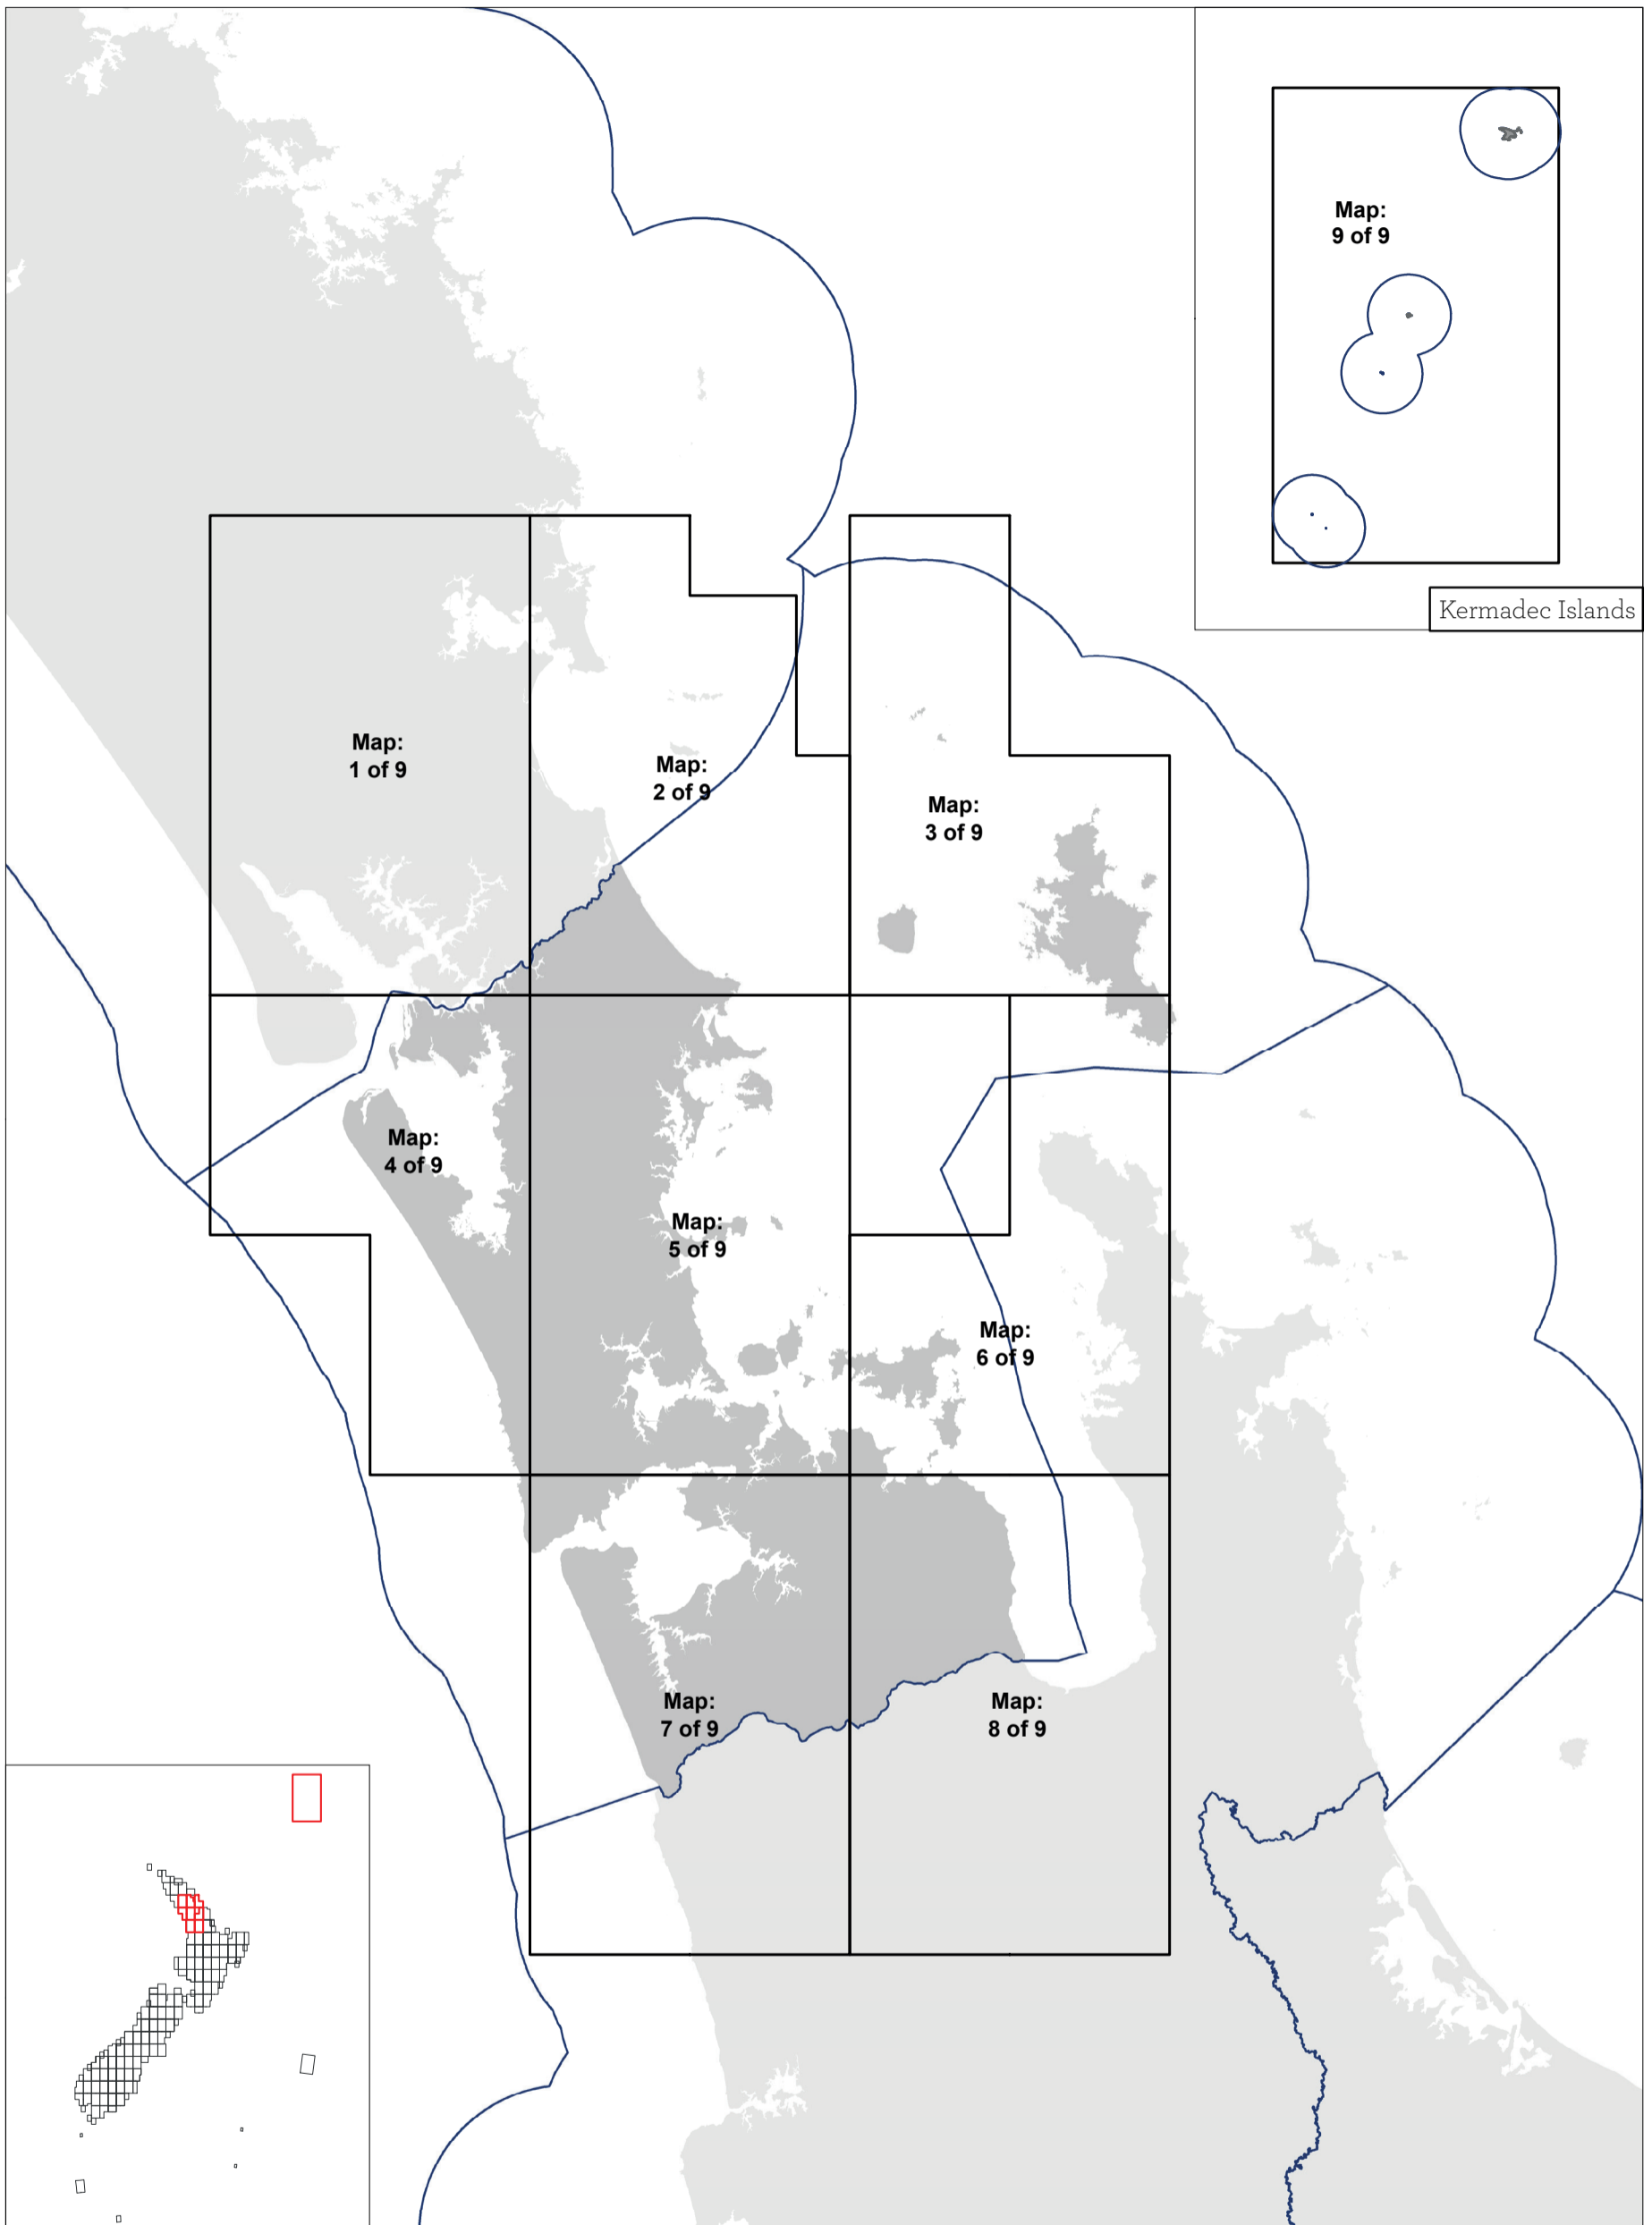 Map:
9 of 9
Kermadec Islands
Map:
1 of 9
Map:
2 of 9
Map:
3 of 9
Map:
4 of 9
Map:
5 of 9
Map:
6 of 9
Map:
7 of 9
Map:
8 of 9